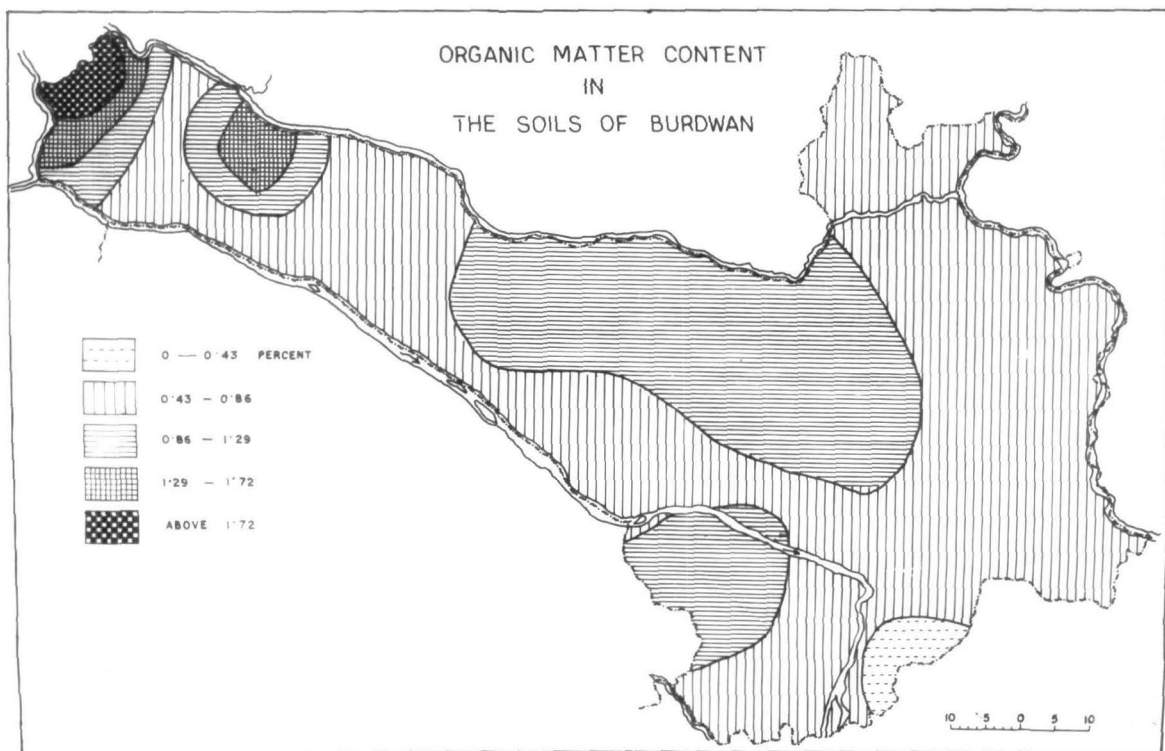 ORGANIC MATTER CONTENT
IN
THE SOILS OF BURDWAN
0 — 0·43 PERCENT
0·43 — 0·86
0·86 — 1·29
1·29 — 1·72
ABOVE 1·72
10 5 0 5 10